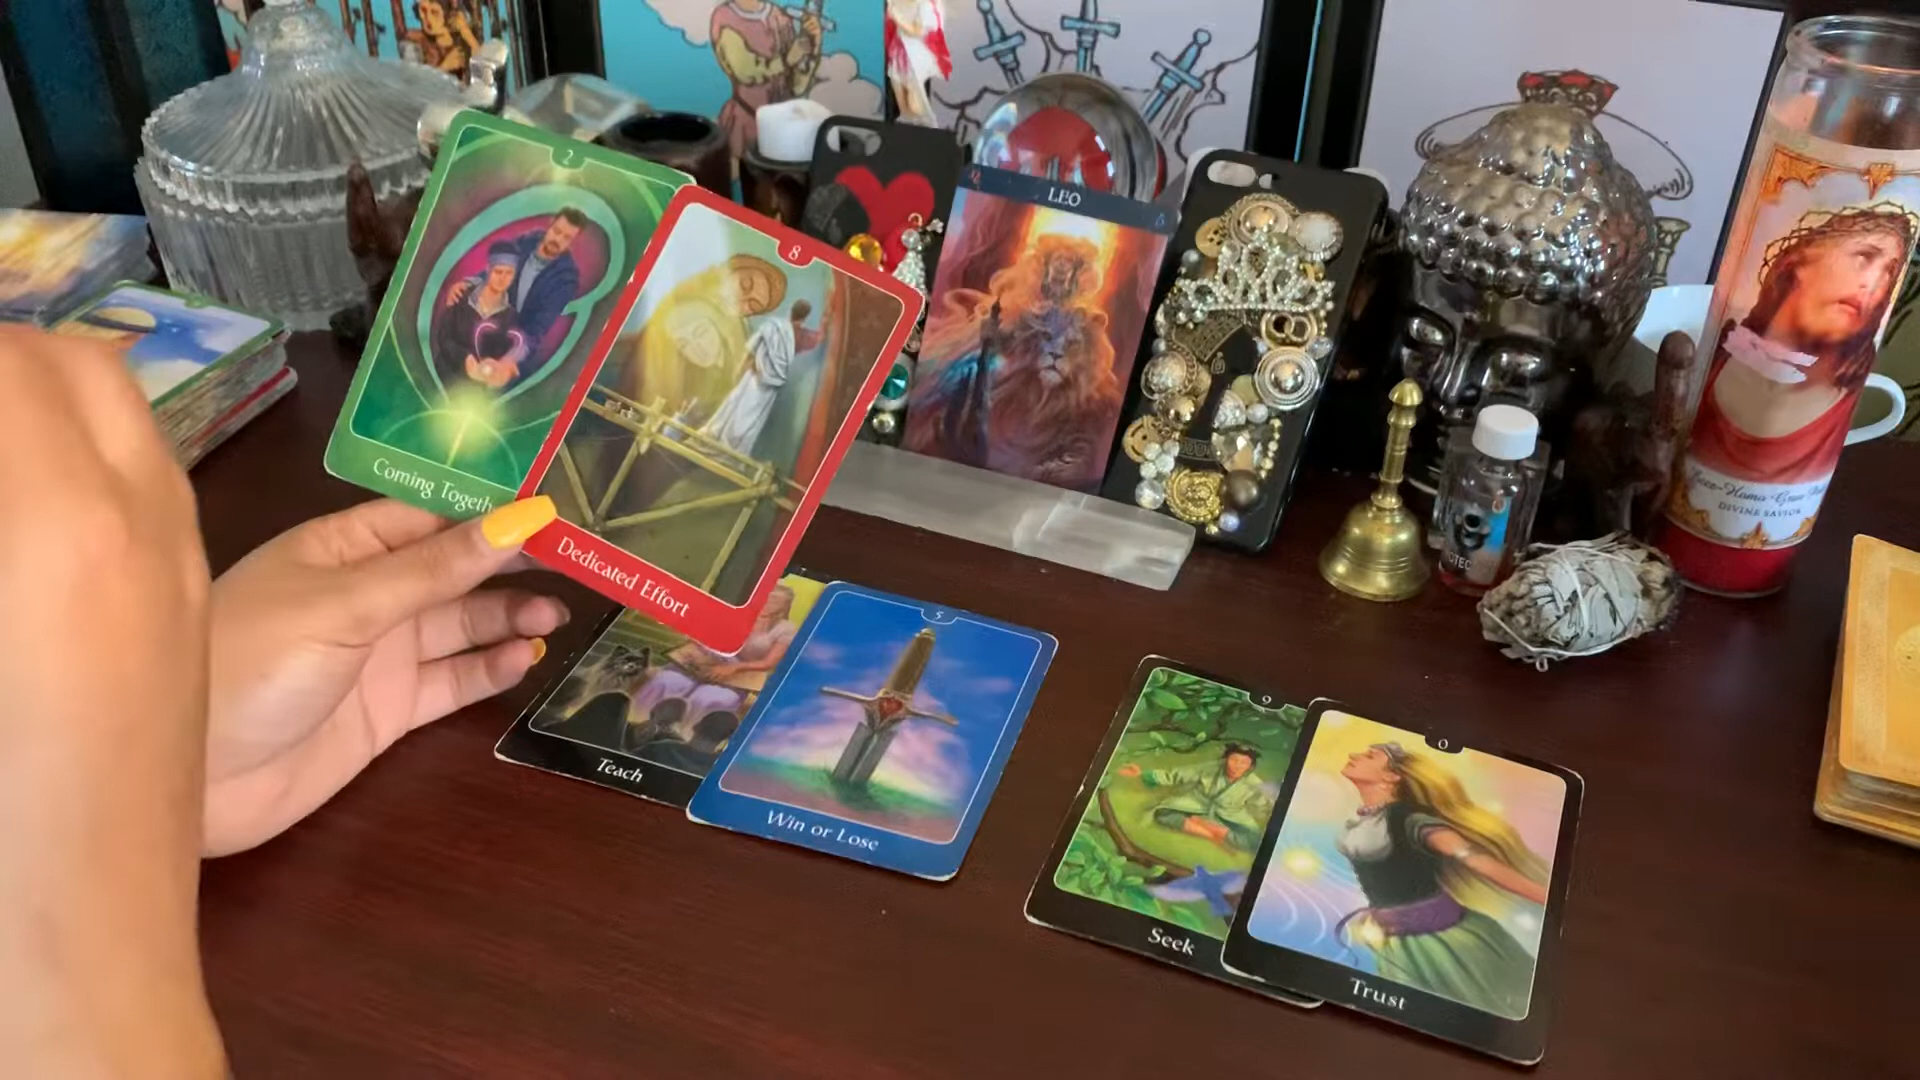 2
Coming Togeth
8
Dedicated Effort
LEO
Teach
5
Win or Lose
9
Seek
0
Trust
DIVINE SAVIOR